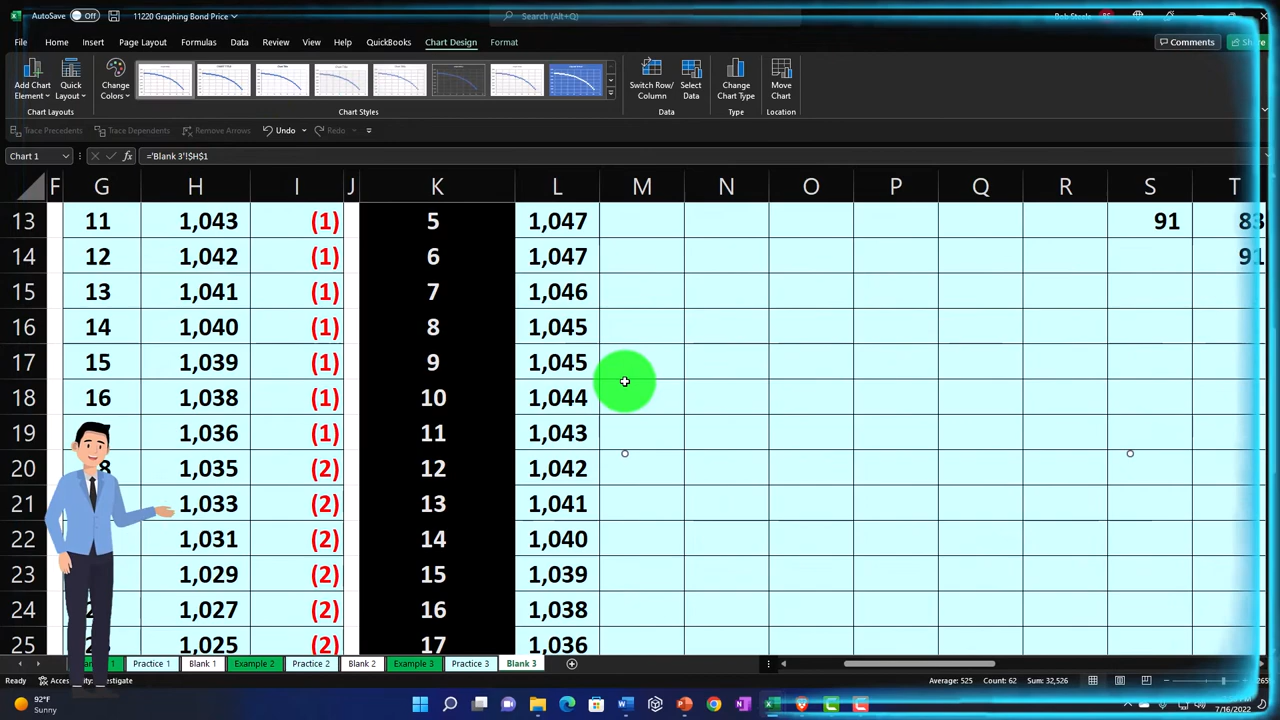 AutoSave Off 11220 Graphing Bond Price Search (Alt+Q) Bob Steele
File Home Insert Page Layout Formulas Data Review View Help QuickBooks Chart Design Format Comments Share
Add Chart Element Quick Layout Change Colors Switch Row/Column Select Data Change Chart Type Move Chart
Chart Layouts Chart Styles Data Type Location
Trace Precedents Trace Dependents Remove Arrows Undo Redo
Chart 1 ='Blank 3'!$H$1
F G H I J K L M N O P Q R S T
13 11 1,043 (1) 5 1,047 91 83
14 12 1,042 (1) 6 1,047 91
15 13 1,041 (1) 7 1,046
16 14 1,040 (1) 8 1,045
17 15 1,039 (1) 9 1,045
18 16 1,038 (1) 10 1,044
19 1,036 (1) 11 1,043
20 8 1,035 (2) 12 1,042
21 1,033 (2) 13 1,041
22 1,031 (2) 14 1,040
23 1,029 (2) 15 1,039
24 1,027 (2) 16 1,038
25 1,025 (2) 17 1,036
1 Practice 1 Blank 1 Example 2 Practice 2 Blank 2 Example 3 Practice 3 Blank 3
Ready Investigate Average: 525 Count: 62 Sum: 32,526
92°F
Sunny
7/16/2022